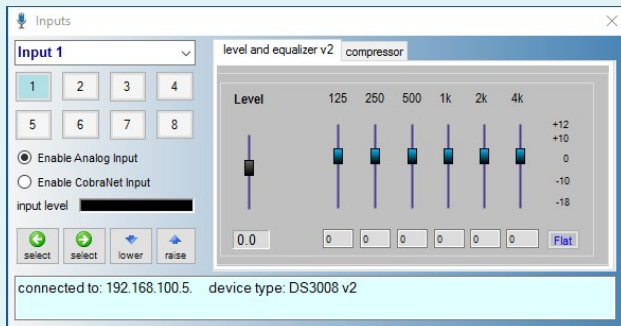 Inputs
Input 1
1 2 3 4
5 6 7 8
Enable Analog Input
Enable CobraNet Input
input level
select select lower raise
level and equalizer v2 compressor
Level 125 250 500 1k 2k 4k
+12
+10
0
-10
-18
0.0 0 0 0 0 0 0 Flat
connected to: 192.168.100.5. device type: DS3008 v2